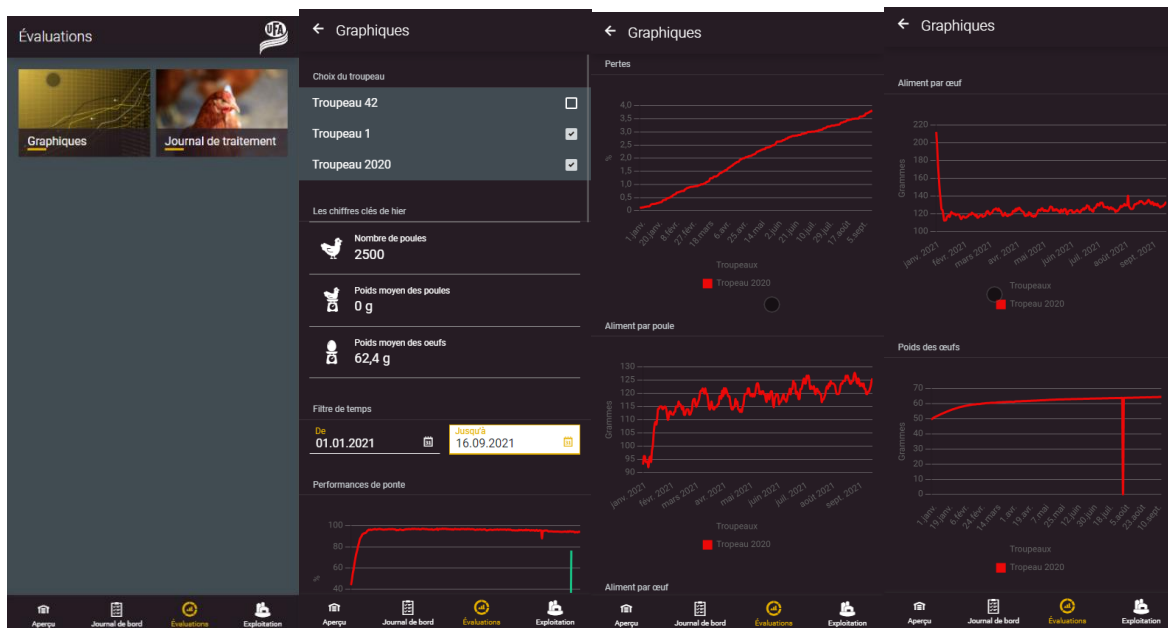 Évaluations
UFA
Graphiques
Journal de traitement
Aperçu
Journal de bord
Évaluations
Exploitation
Graphiques
Choix du troupeau
Troupeau 42
Troupeau 1
Troupeau 2020
Les chiffres clés de hier
Nombre de poules
2500
Poids moyen des poules
0 g
Poids moyen des oeufs
62,4 g
Filtre de temps
De
01.01.2021
Jusqu'à
16.09.2021
Performances de ponte
100
80
60
40
%
Aperçu
Journal de bord
Évaluations
Exploitation
Graphiques
Pertes
4,0
3,5
3,0
2,5
2,0
1,5
1,0
0,5
0
%
1.janv.
20.janv.
8.févr.
27.févr.
18.mars
6.avr.
25.avr.
14.mai
2.juin
21.juin
10.juil.
29.juil.
17.août
5.sept.
Troupeaux
Tropeau 2020
Aliment par poule
130
125
120
115
110
105
100
95
90
Grammes
janv. 2021
févr. 2021
mars 2021
avr. 2021
mai 2021
juin 2021
juil. 2021
août 2021
sept. 2021
Troupeaux
Tropeau 2020
Aliment par œuf
Aperçu
Journal de bord
Évaluations
Exploitation
Graphiques
Aliment par œuf
220
200
180
160
140
120
100
Grammes
janv. 2021
févr. 2021
mars 2021
avr. 2021
mai 2021
juin 2021
juil. 2021
août 2021
sept. 2021
Troupeaux
Tropeau 2020
Poids des œufs
70
60
50
40
30
20
10
0
Grammes
1.janv.
19.janv.
6.févr.
24.févr.
14.mars
1.avr.
19.avr.
7.mai
25.mai
12.juin
30.juin
18.juil.
5.août
23.août
10.sept.
Troupeaux
Tropeau 2020
Aperçu
Journal de bord
Évaluations
Exploitation